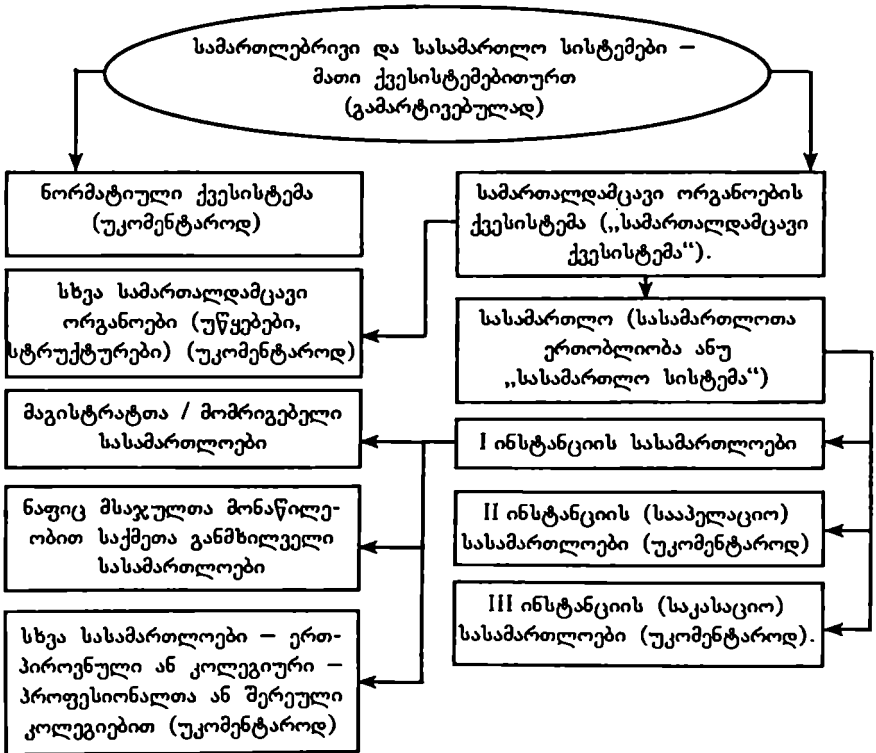 სამართლებრივი და სასამართლო სისტემები –
მათი ქვესისტემებითურთ
(გამარტივებულად)
ნორმატიული ქვესისტემა
(უკომენტაროდ)
სამართალდამცავი ორგანოების
ქვესისტემა („სამართალდამცავი
ქვესისტემა“).
სხვა სამართალდამცავი
ორგანოები (უწყებები,
სტრუქტურები) (უკომენტაროდ)
სასამართლო (სასამართლოთა
ერთობლიობა ანუ
„სასამართლო სისტემა“)
მაგისტრატთა / მომრიგებელი
სასამართლოები
I ინსტანციის სასამართლოები
ნაფიც მსაჯულთა მონაწილე-
ობით საქმეთა განმხილველი
სასამართლოები
II ინსტანციის (სააპელაციო)
სასამართლოები (უკომენტაროდ)
III ინსტანციის (საკასაციო)
სასამართლოები (უკომენტაროდ).
სხვა სასამართლოები – ერთ-
პიროვნული ან კოლეგიური –
პროფესიონალთა ან შერეული
კოლეგიებით (უკომენტაროდ)